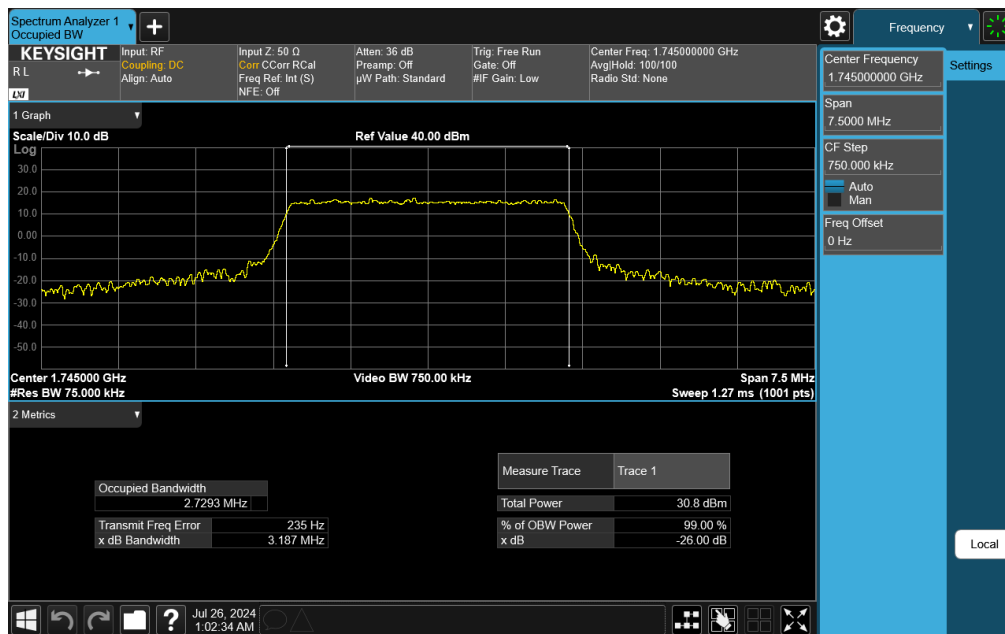 Spectrum Analyzer 1
Occupied BW
Frequency
KEYSIGHT
R L
LXI
Input: RF
Coupling: DC
Align: Auto
Input Z: 50 Ω
Corr CCorr RCal
Freq Ref: Int (S)
NFE: Off
Atten: 36 dB
Preamp: Off
µW Path: Standard
Trig: Free Run
Gate: Off
#IF Gain: Low
Center Freq: 1.745000000 GHz
Avg|Hold: 100/100
Radio Std: None
Center Frequency
1.745000000 GHz
Settings
Span
7.5000 MHz
CF Step
750.000 kHz
Auto
Man
Freq Offset
0 Hz
1 Graph
Scale/Div 10.0 dB
Ref Value 40.00 dBm
Log
30.0
20.0
10.0
0.00
-10.0
-20.0
-30.0
-40.0
-50.0
Center 1.745000 GHz
Video BW 750.00 kHz
Span 7.5 MHz
#Res BW 75.000 kHz
Sweep 1.27 ms (1001 pts)
2 Metrics
Measure Trace Trace 1
Occupied Bandwidth
2.7293 MHz
Total Power 30.8 dBm
Transmit Freq Error 235 Hz
% of OBW Power 99.00 %
x dB Bandwidth 3.187 MHz
x dB -26.00 dB
Local
Jul 26, 2024
1:02:34 AM